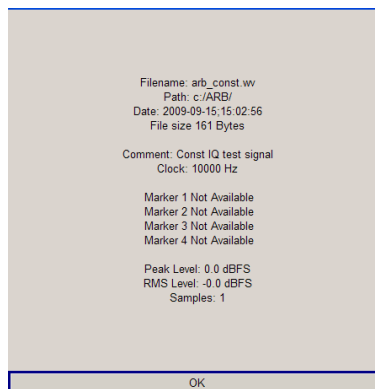 Filename: arb_const.wv
Path: c:/ARB/
Date: 2009-09-15;15:02:56
File size 161 Bytes
Comment: Const IQ test signal
Clock: 10000 Hz
Marker 1 Not Available
Marker 2 Not Available
Marker 3 Not Available
Marker 4 Not Available
Peak Level: 0.0 dBFS
RMS Level: -0.0 dBFS
Samples: 1
OK